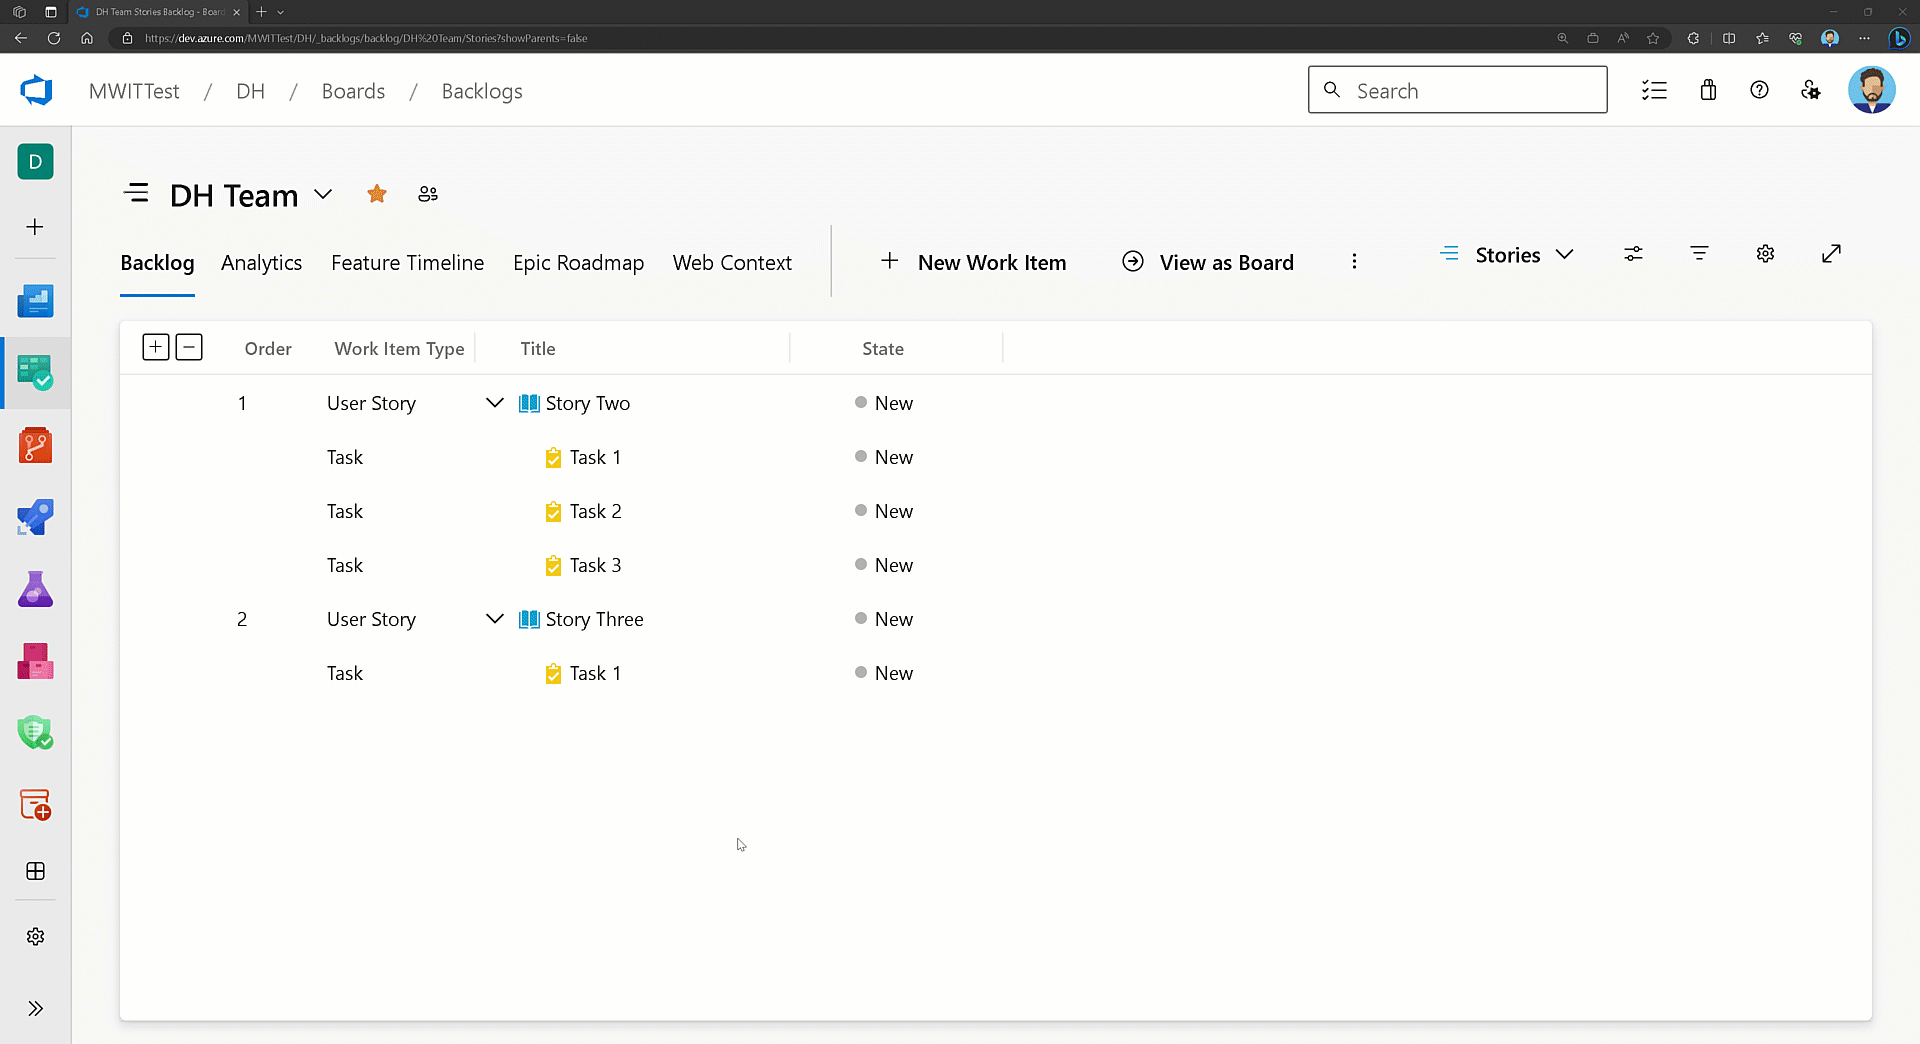 DH Team Stories Backlog - Boar
https://dev.azure.com/MWITTest/DH/_backlogs/backlog/DH%20Team/Stories?showParents=false
MWITTest / DH / Boards / Backlogs
Search
D
DH Team
Backlog Analytics Feature Timeline Epic Roadmap Web Context New Work Item View as Board Stories
Order Work Item Type Title State
1 User Story Story Two New
Task Task 1 New
Task Task 2 New
Task Task 3 New
2 User Story Story Three New
Task Task 1 New